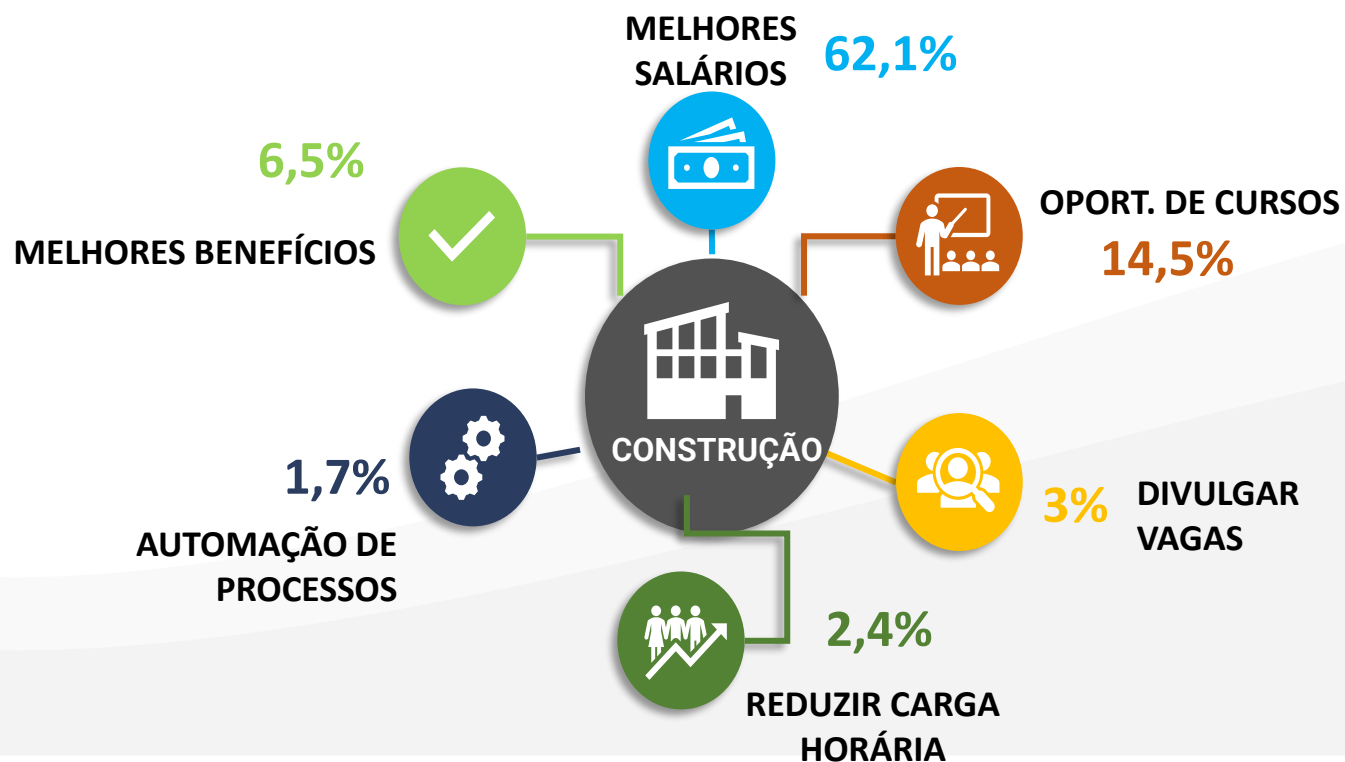 MELHORES
SALÁRIOS
62,1%
6,5%
MELHORES BENEFÍCIOS
OPORT. DE CURSOS
14,5%
CONSTRUÇÃO
1,7%
AUTOMAÇÃO DE
PROCESSOS
3%
DIVULGAR
VAGAS
2,4%
REDUZIR CARGA
HORÁRIA